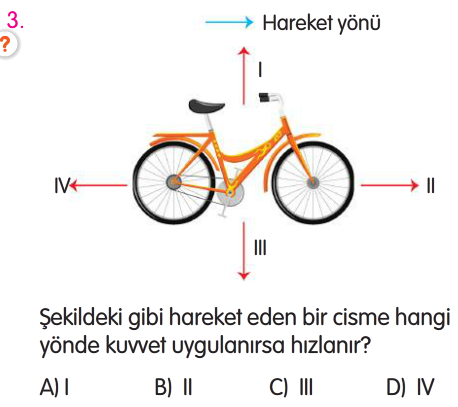 3.
?
Hareket yönü
I
IV
II
III
Şekildeki gibi hareket eden bir cisme hangi
yönde kuvvet uygulanırsa hızlanır?
A) I B) II C) III D) IV